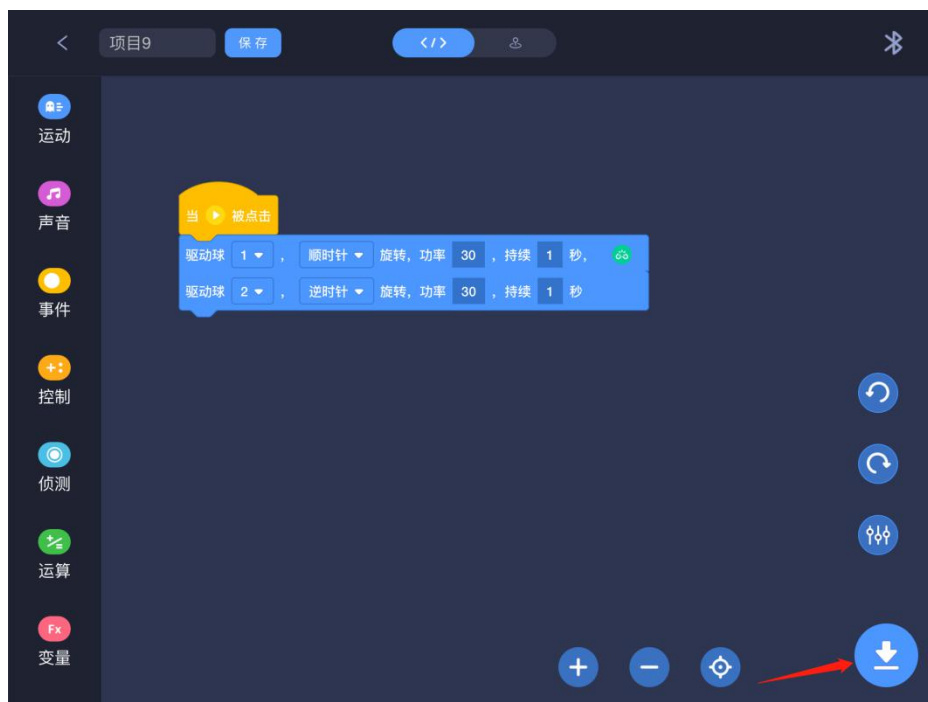 项目9
保存
</>
运动
声音
事件
控制
侦测
运算
Fx
变量
当 被点击
驱动球 1 , 顺时针 旋转, 功率 30 , 持续 1 秒,
驱动球 2 , 逆时针 旋转, 功率 30 , 持续 1 秒